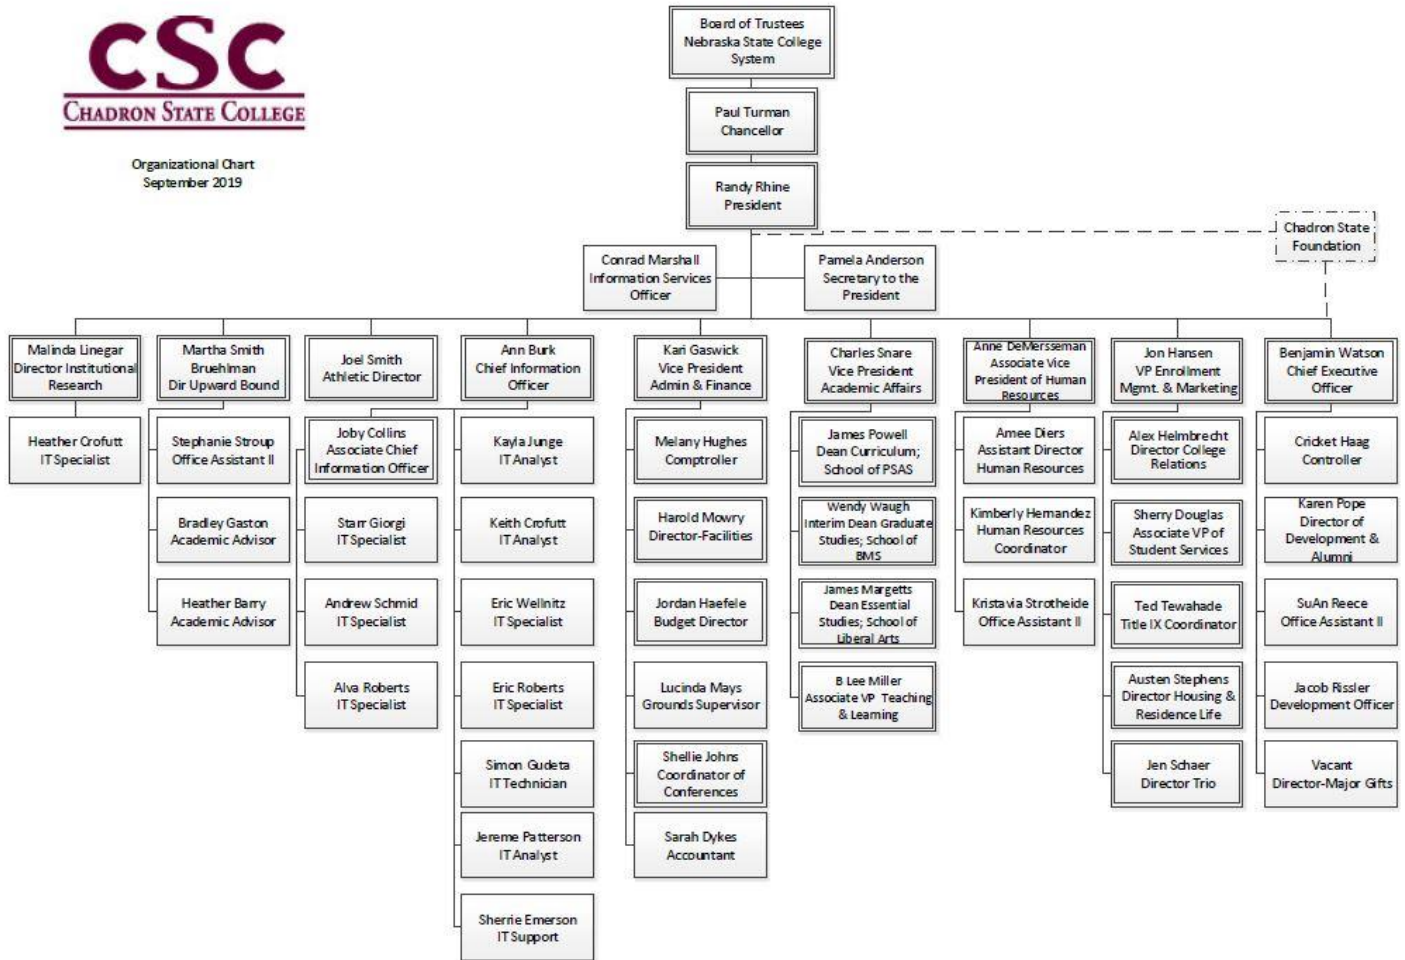 CSC
CHADRON STATE COLLEGE
Organizational Chart
September 2019
Board of Trustees
Nebraska State College
System
Paul Turman
Chancellor
Randy Rhine
President
Chadron State
Foundation
Conrad Marshall
Information Services
Officer
Pamela Anderson
Secretary to the
President
Malinda Linegar
Director Institutional
Research
Martha Smith
Bruehlman
Dir Upward Bound
Joel Smith
Athletic Director
Ann Burk
Chief Information
Officer
Kari Gaswick
Vice President
Admin & Finance
Charles Snare
Vice President
Academic Affairs
Anne DeMersseman
Associate Vice
President of Human
Resources
Jon Hansen
VP Enrollment
Mgmt. & Marketing
Benjamin Watson
Chief Executive
Officer
Heather Crofutt
IT Specialist
Stephanie Stroup
Office Assistant II
Joby Collins
Associate Chief
Information Officer
Kayla Junge
IT Analyst
Melany Hughes
Comptroller
James Powell
Dean Curriculum;
School of PSAS
Amee Diers
Assistant Director
Human Resources
Alex Helmbrecht
Director College
Relations
Cricket Haag
Controller
Bradley Gaston
Academic Advisor
Starr Giorgi
IT Specialist
Keith Crofutt
IT Analyst
Harold Mowry
Director-Facilities
Wendy Waugh
Interim Dean Graduate
Studies; School of
BMS
Kimberly Hernandez
Human Resources
Coordinator
Sherry Douglas
Associate VP of
Student Services
Karen Pope
Director of
Development &
Alumni
Heather Barry
Academic Advisor
Andrew Schmid
IT Specialist
Eric Wellnitz
IT Specialist
Jordan Haefele
Budget Director
James Margetts
Dean Essential
Studies; School of
Liberal Arts
Kristavia Strotheide
Office Assistant II
Ted Tewahade
Title IX Coordinator
SuAn Reece
Office Assistant II
Alva Roberts
IT Specialist
Eric Roberts
IT Specialist
Lucinda Mays
Grounds Supervisor
B Lee Miller
Associate VP Teaching
& Learning
Austen Stephens
Director Housing &
Residence Life
Jacob Rissler
Development Officer
Simon Gudeta
IT Technician
Shellie Johns
Coordinator of
Conferences
Jen Schaer
Director Trio
Vacant
Director-Major Gifts
Jereme Patterson
IT Analyst
Sarah Dykes
Accountant
Sherrie Emerson
IT Support